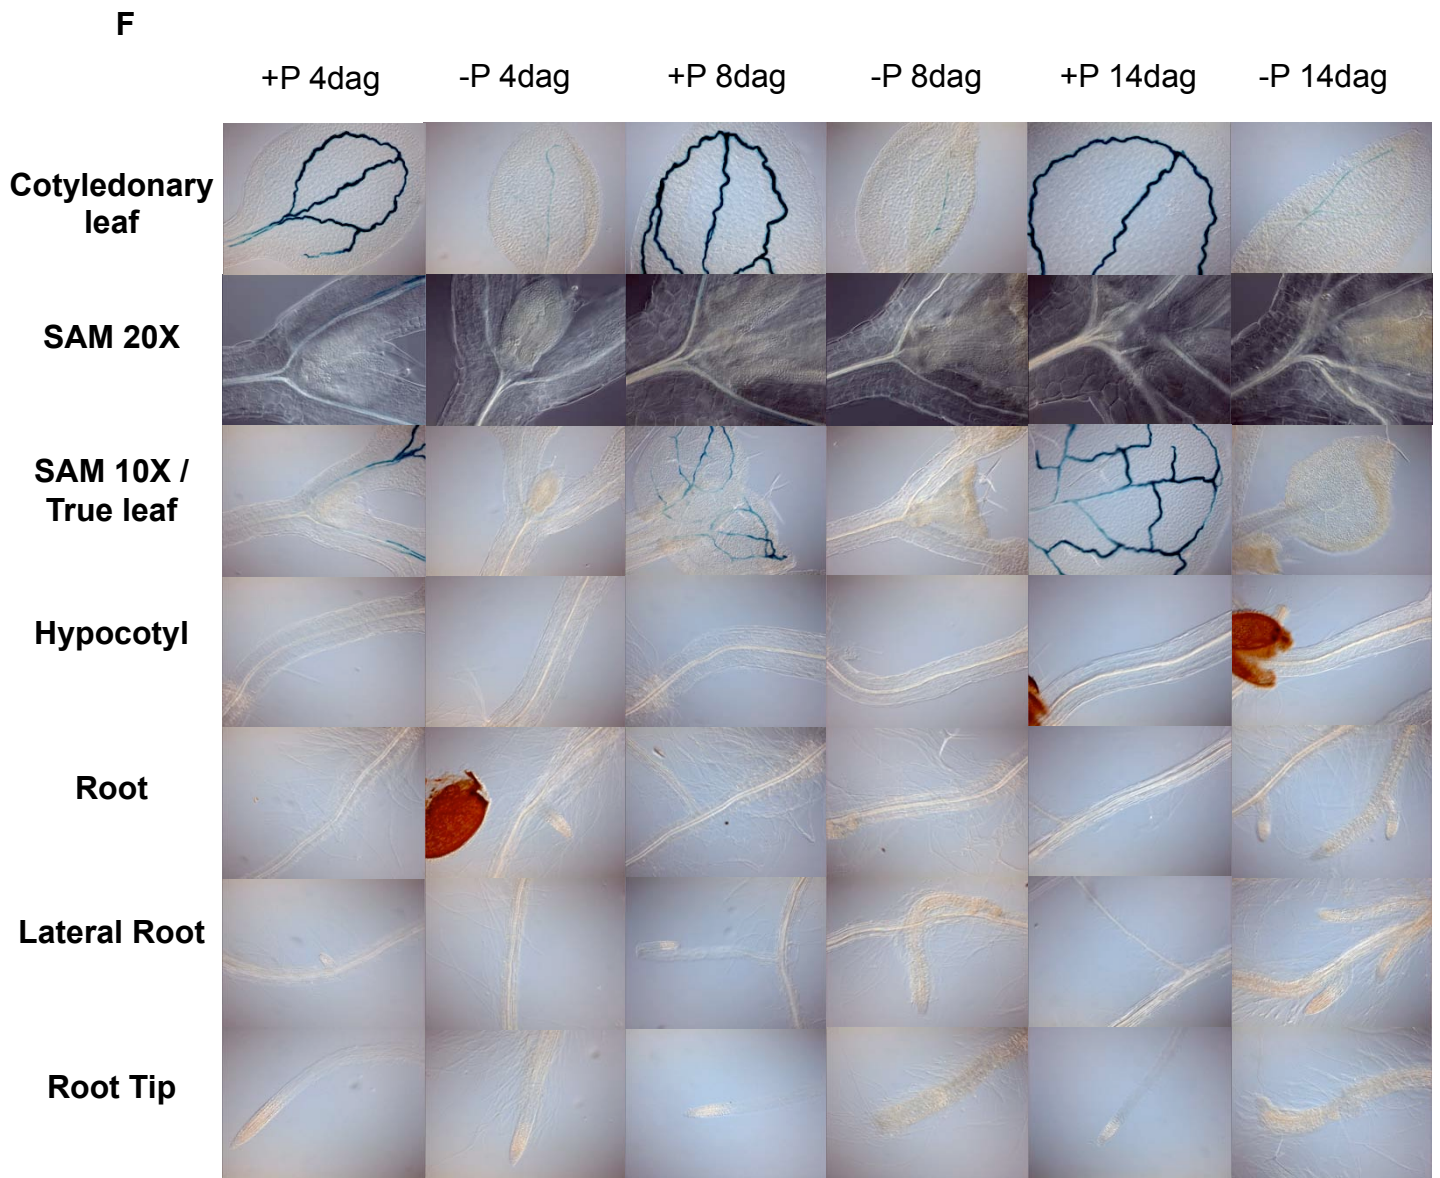 F
+P 4dag
-P 4dag
+P 8dag
-P 8dag
+P 14dag
-P 14dag
Cotyledonary
leaf
SAM 20X
SAM 10X /
True leaf
Hypocotyl
Root
Lateral Root
Root Tip